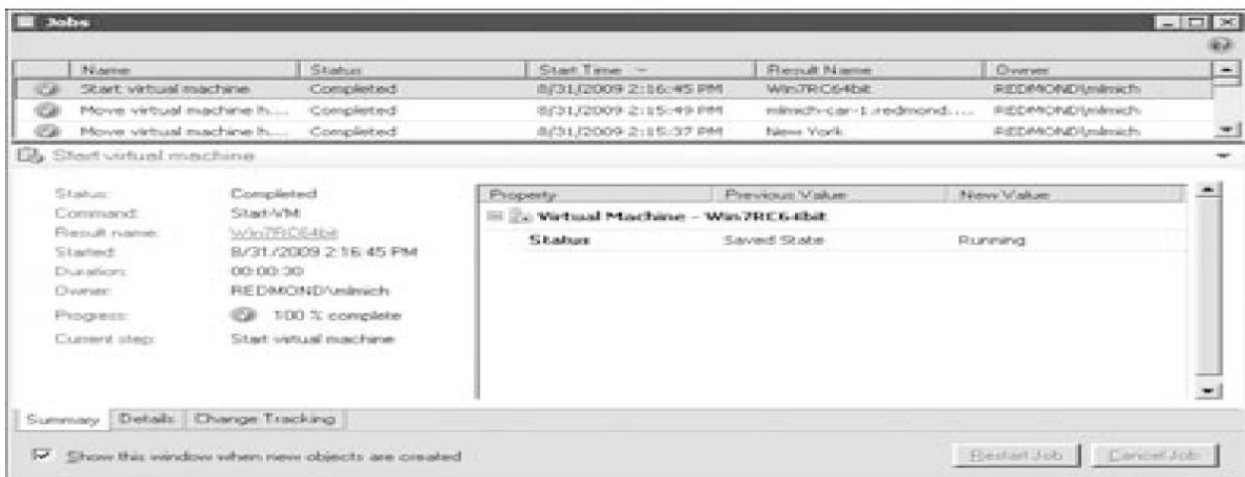 Jobs
Name Status Start Time Result Name Owner
Start virtual machine Completed 8/31/2009 2:16:45 PM Win7RC64bit REDMOND\mlmich
Move virtual machine h.... Completed 8/31/2009 2:15:49 PM mlmich-car-1.redmond.... REDMOND\mlmich
Move virtual machine h.... Completed 8/31/2009 2:15:37 PM New York REDMOND\mlmich
Start virtual machine
Status: Completed
Command: Start-VM
Result name: Win7RC64bit
Started: 8/31/2009 2:16:45 PM
Duration: 00:00:30
Owner: REDMOND\mlmich
Progress: 100 % complete
Current step: Start virtual machine
Property Previous Value New Value
Virtual Machine - Win7RC64bit
Status Saved State Running
Summary Details Change Tracking
Show this window when new objects are created
Restart Job Cancel Job